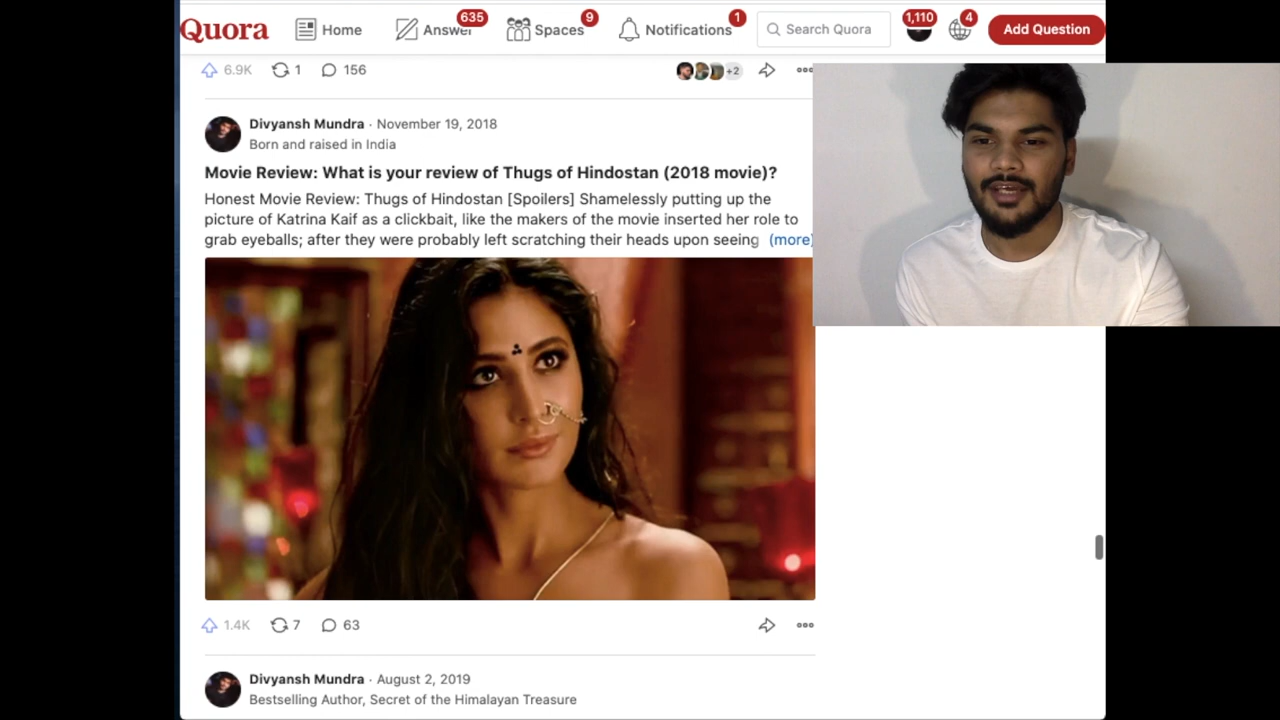 Quora Home Answer 635 Spaces 9 Notifications 1 Search Quora 1,110 4 Add Question
6.9K 1 156 +2
Divyansh Mundra · November 19, 2018
Born and raised in India
Movie Review: What is your review of Thugs of Hindostan (2018 movie)?
Honest Movie Review: Thugs of Hindostan [Spoilers] Shamelessly putting up the
picture of Katrina Kaif as a clickbait, like the makers of the movie inserted her role to
grab eyeballs; after they were probably left scratching their heads upon seeing (more)
1.4K 7 63
Divyansh Mundra · August 2, 2019
Bestselling Author, Secret of the Himalayan Treasure